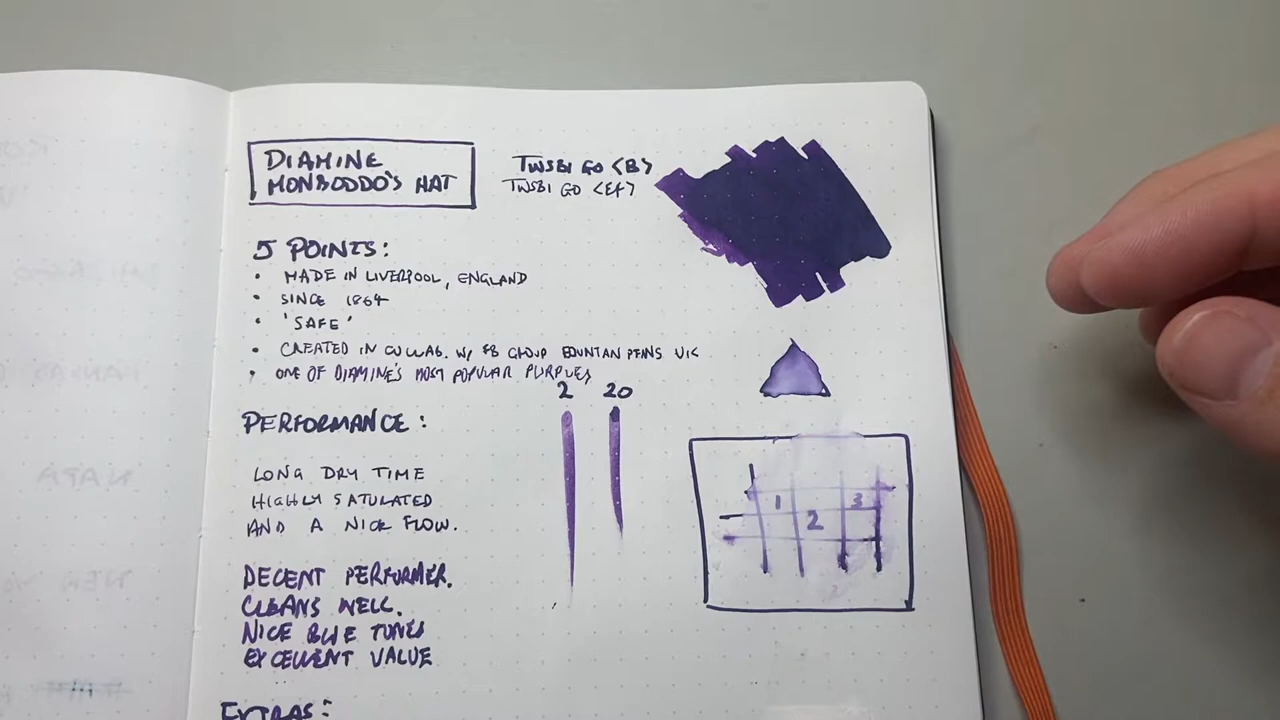 DIAMINE
MONBODDO'S HAT
TWSBI GO <B>
TWSBI GO <EF>
5 POINTS:
• MADE IN LIVERPOOL, ENGLAND
• SINCE 1864
• 'SAFE'
• CREATED IN COLLAB. W/ FB GROUP FOUNTAIN PENS UK
• ONE OF DIAMINE'S MOST POPULAR PURPLES
2 20
PERFORMANCE:
LONG DRY TIME
HIGHLY SATURATED
AND A NICE FLOW.
1 2 3
DECENT PERFORMER.
CLEANS WELL.
NICE BLUE TONES
EXCELLENT VALUE
EXTRAS: